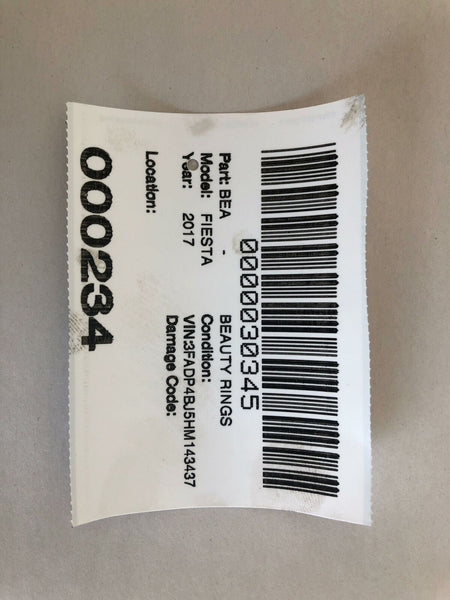 0000030345
Part: BEA - BEAUTY RINGS
Model: FIESTA Condition:
Year: 2017 VIN:3FADP4BJ5HM143437
Damage Code:
Location:
000234